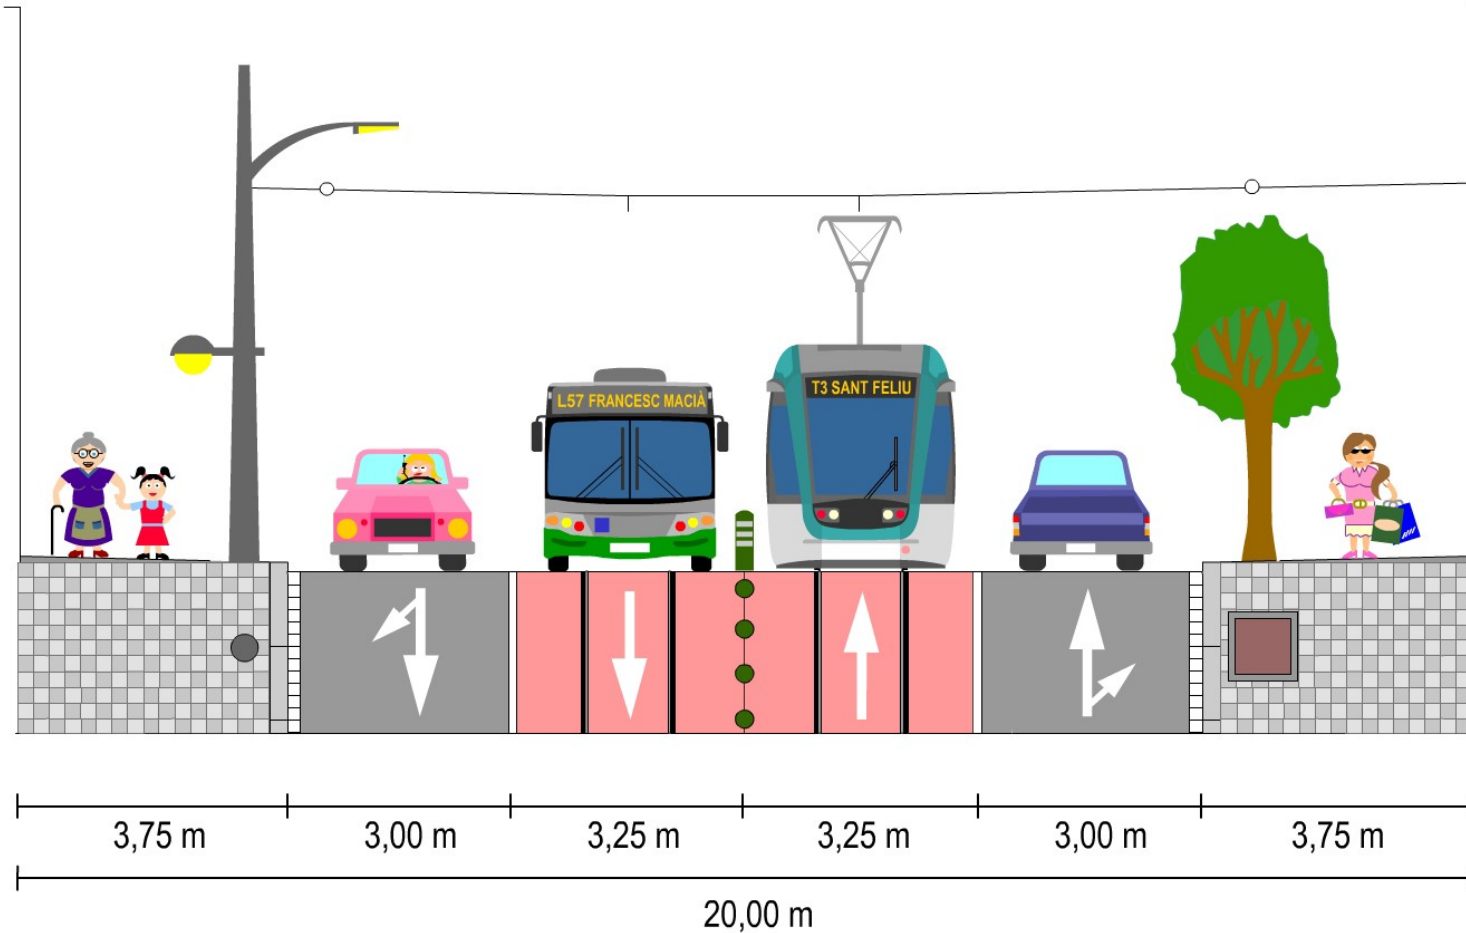 L57 FRANCESC MACIÀ
T3 SANT FELIU
3,75 m
3,00 m
3,25 m
3,25 m
3,00 m
3,75 m
20,00 m